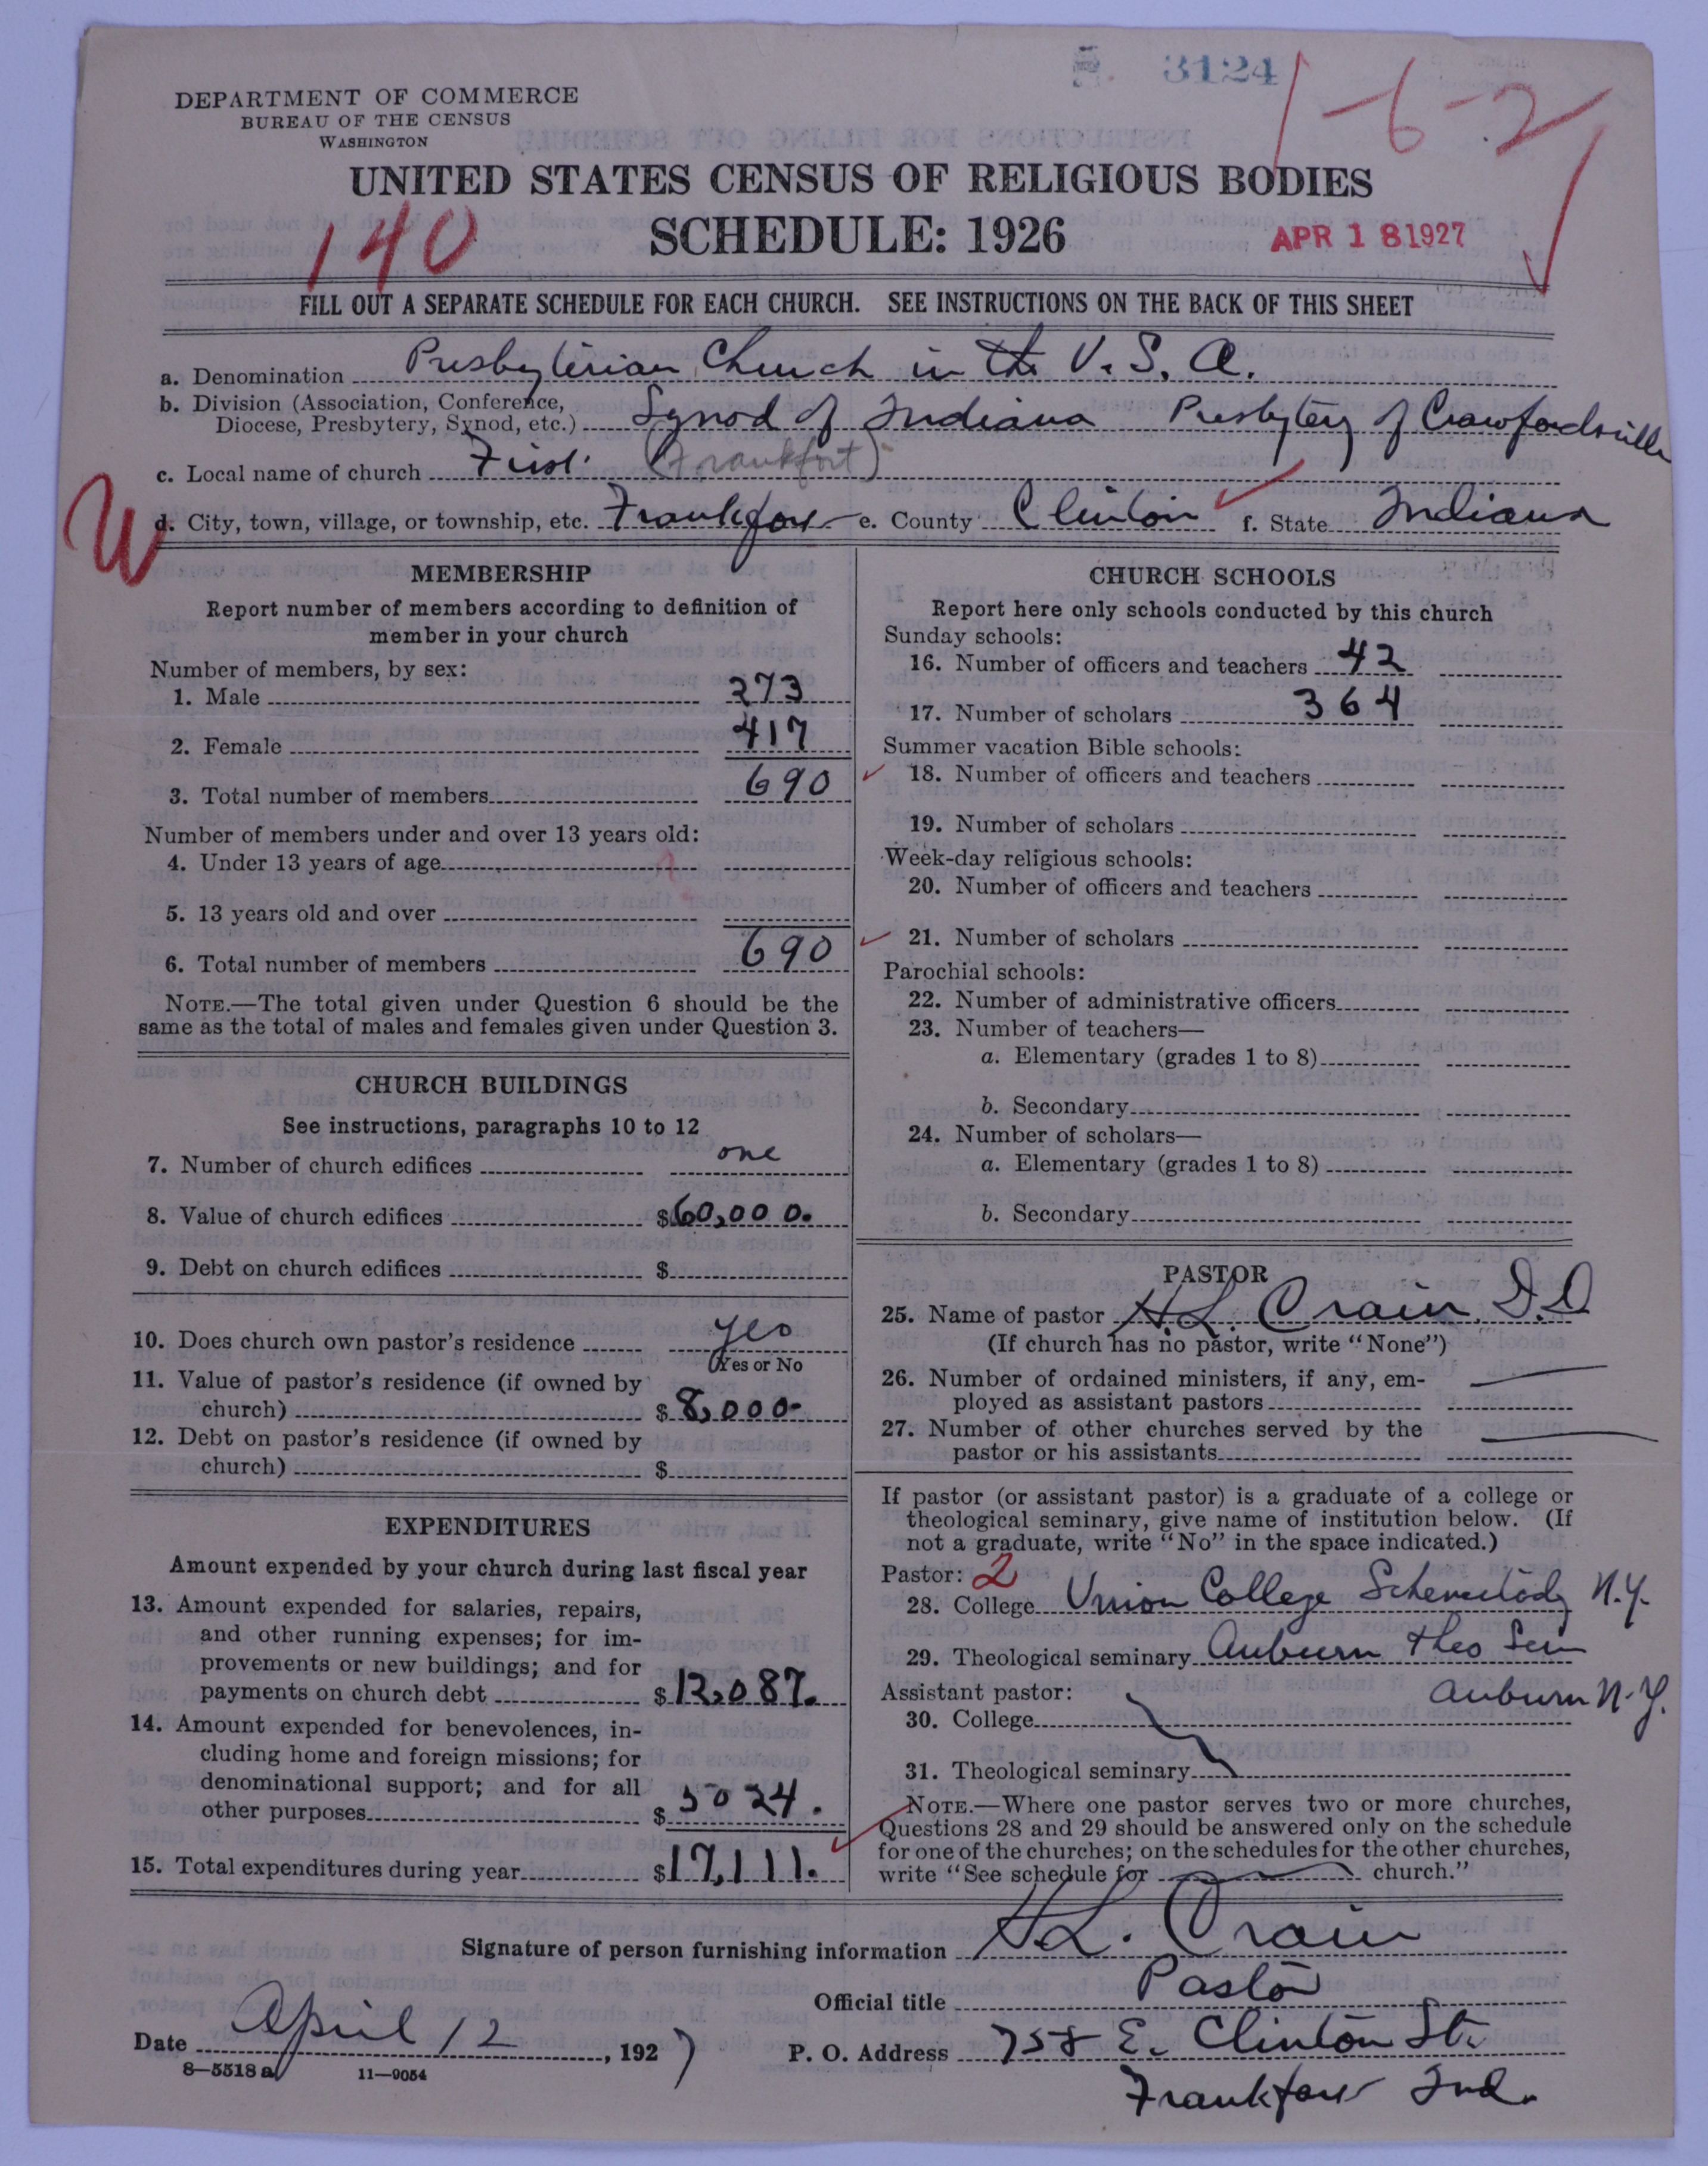 3124
1-6-2
DEPARTMENT OF COMMERCE
BUREAU OF THE CENSUS
WASHINGTON
UNITED STATES CENSUS OF RELIGIOUS BODIES
140
SCHEDULE: 1926
APR 18 1927
FILL OUT A SEPARATE SCHEDULE FOR EACH CHURCH. SEE INSTRUCTIONS ON THE BACK OF THIS SHEET
a. Denomination Presbyterian Church in the U. S. A.
b. Division (Association, Conference,
Diocese, Presbytery, Synod, etc.) Synod of Indiana Presbytery of Crawfordsville
c. Local name of church First (Frankfort)
W
d. City, town, village, or township, etc. Frankfort e. County Clinton f. State Indiana
MEMBERSHIP
Report number of members according to definition of
member in your church
Number of members, by sex:
1. Male 273
2. Female 417
3. Total number of members 690
Number of members under and over 13 years old:
4. Under 13 years of age
5. 13 years old and over
6. Total number of members 690
NOTE.—The total given under Question 6 should be the
same as the total of males and females given under Question 3.
CHURCH BUILDINGS
See instructions, paragraphs 10 to 12
7. Number of church edifices one
8. Value of church edifices $60,000.
9. Debt on church edifices $
10. Does church own pastor's residence yes
(Yes or No
11. Value of pastor's residence (if owned by
church) $8,000-
12. Debt on pastor's residence (if owned by
church) $
EXPENDITURES
Amount expended by your church during last fiscal year
13. Amount expended for salaries, repairs,
and other running expenses; for im-
provements or new buildings; and for
payments on church debt $12,087.
14. Amount expended for benevolences, in-
cluding home and foreign missions; for
denominational support; and for all
other purposes $5024.
15. Total expenditures during year $17,111.
CHURCH SCHOOLS
Report here only schools conducted by this church
Sunday schools:
16. Number of officers and teachers 42
17. Number of scholars 364
Summer vacation Bible schools:
18. Number of officers and teachers
19. Number of scholars
Week-day religious schools:
20. Number of officers and teachers
21. Number of scholars
Parochial schools:
22. Number of administrative officers
23. Number of teachers—
a. Elementary (grades 1 to 8)
b. Secondary
24. Number of scholars—
a. Elementary (grades 1 to 8)
b. Secondary
PASTOR
25. Name of pastor H. L. Crain, D.D
(If church has no pastor, write "None")
26. Number of ordained ministers, if any, em-
ployed as assistant pastors
27. Number of other churches served by the
pastor or his assistants
If pastor (or assistant pastor) is a graduate of a college or
theological seminary, give name of institution below. (If
not a graduate, write "No" in the space indicated.)
Pastor: 2
28. College Union College Schenectady N.Y.
29. Theological seminary Auburn Theo Sem
Auburn N.Y.
Assistant pastor:
30. College
31. Theological seminary
NOTE.—Where one pastor serves two or more churches,
Questions 28 and 29 should be answered only on the schedule
for one of the churches; on the schedules for the other churches,
write "See schedule for church."
Signature of person furnishing information H. L. Crain
Official title Pastor
Date April 12, 1927
P. O. Address 758 E. Clinton St.
Frankfort Ind.
8—5518 a
11—9054